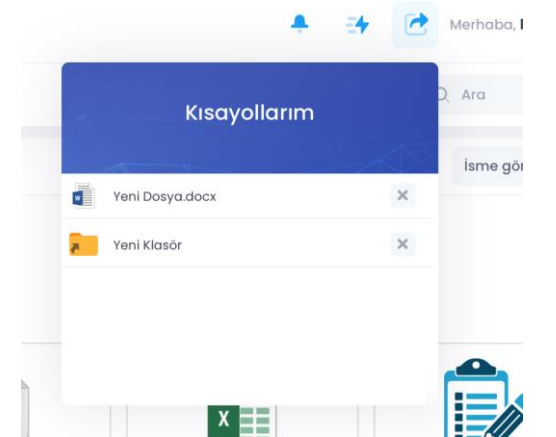 Merhaba,
Kısayollarım
Ara
İsme gör
Yeni Dosya.docx
Yeni Klasör